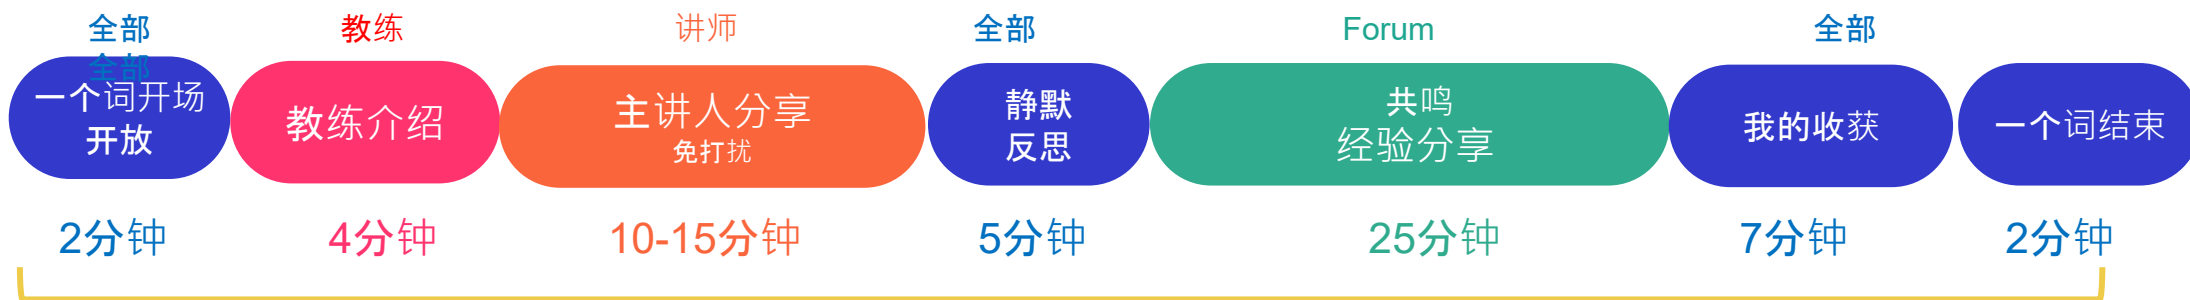 全部
教练
讲师
全部
Forum
全部
全部
一个词开场
开放
教练介绍
主讲人分享
免打扰
静默
反思
共鸣
经验分享
我的收获
一个词结束
2分钟
4分钟
10-15分钟
5分钟
25分钟
7分钟
2分钟